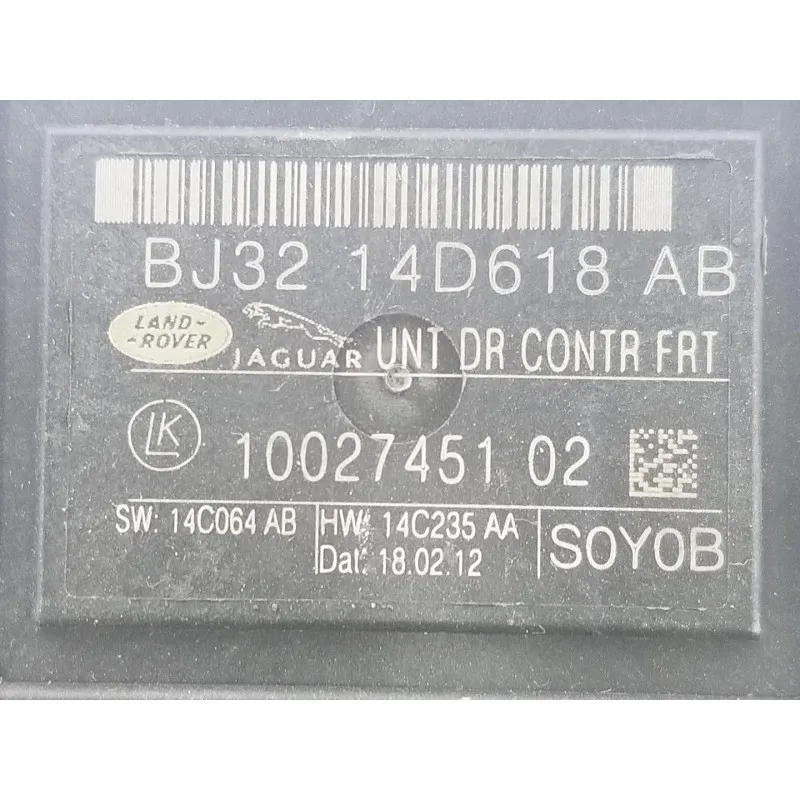 BJ32 14D618 AB
LAND-
-ROVER
JAGUAR UNT DR CONTR FRT
LK 10027451 02
SW: 14C064 AB HW: 14C235 AA
Dat.: 18.02.12
SOYOB